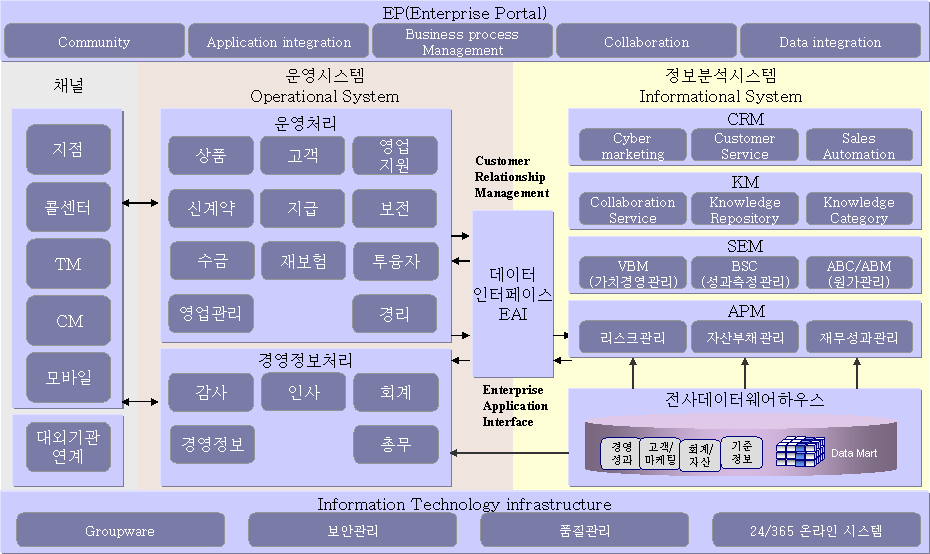 EP(Enterprise Portal)
Community
Application integration
Business process
Management
Collaboration
Data integration
채널
지점
콜센터
TM
CM
모바일
대외기관
연계
운영시스템
Operational System
운영처리
상품
고객
영업
지원
신계약
지급
보전
수금
재보험
투융자
영업관리
경리
경영정보처리
감사
인사
회계
경영정보
총무
Customer
Relationship
Management
데이터
인터페이스
EAI
Enterprise
Application
Interface
정보분석시스템
Informational System
CRM
Cyber
marketing
Customer
Service
Sales
Automation
KM
Collaboration
Service
Knowledge
Repository
Knowledge
Category
SEM
VBM
(가치경영관리)
BSC
(성과측정관리)
ABC/ABM
(원가관리)
APM
리스크관리
자산부채관리
재무성과관리
전사데이터웨어하우스
경영
성과
고객/
마케팅
회계/
자산
기준
정보
Data Mart
Information Technology infrastructure
Groupware
보안관리
품질관리
24/365 온라인 시스템